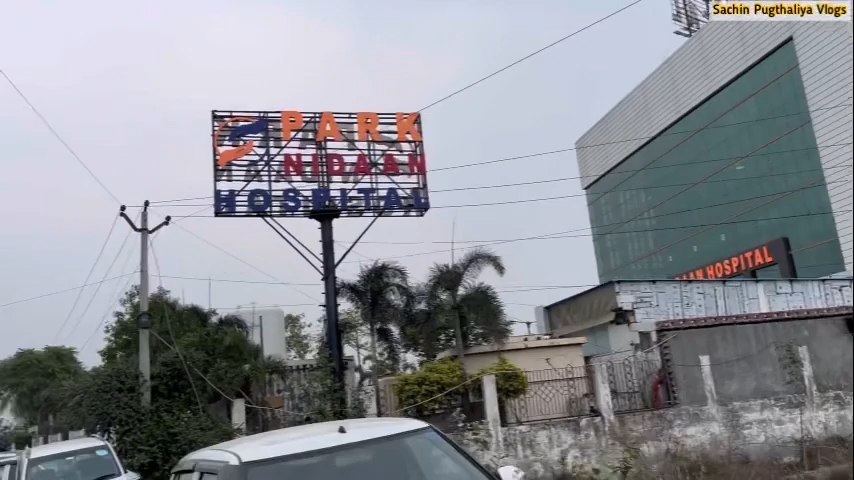 Sachin Pugthaliya Vlogs
PARK
NIDAAN
HOSPITAL
HOSPITAL